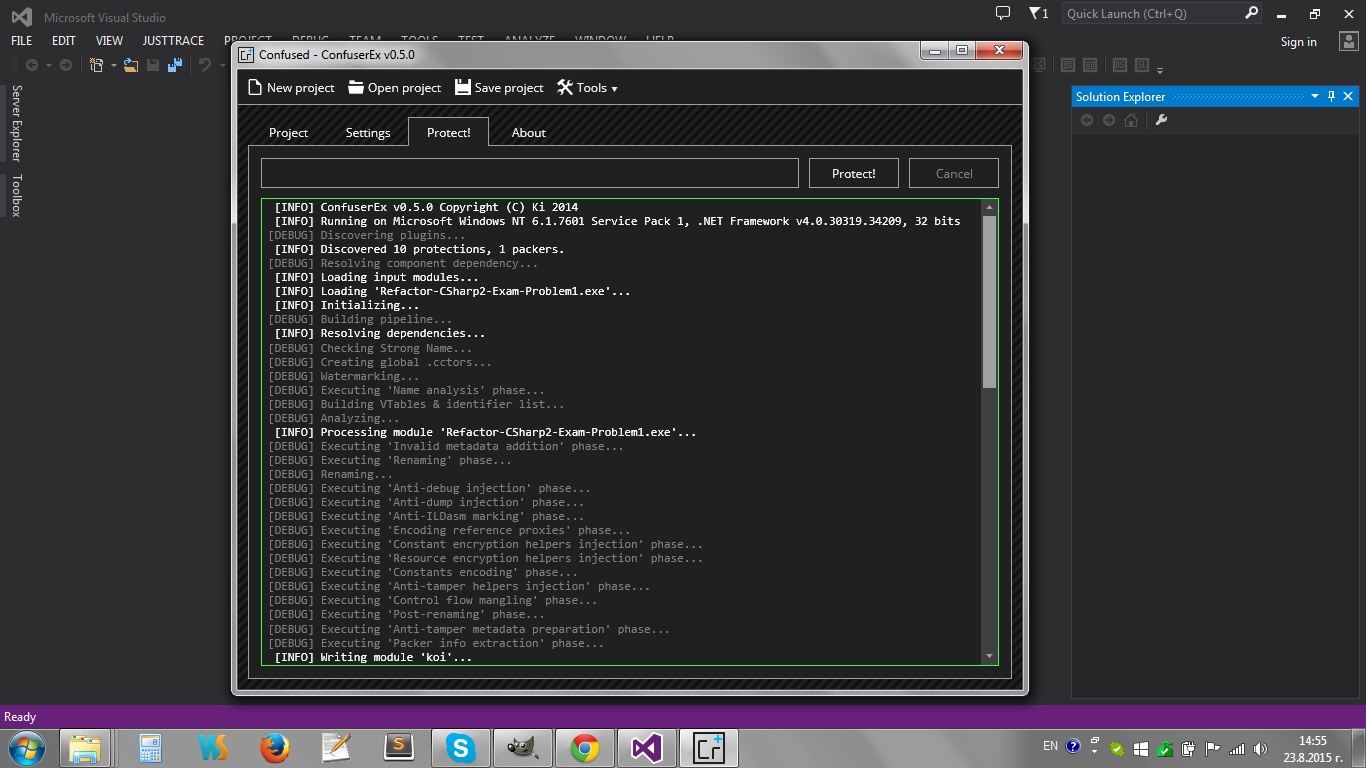 Microsoft Visual Studio
1
Quick Launch (Ctrl+Q)
FILE EDIT VIEW JUSTTRACE PROJECT DEBUG TEAM TOOLS TEST ANALYZE WINDOW HELP
Sign in
Server Explorer
Toolbox
Solution Explorer
Confused - ConfuserEx v0.5.0
New project Open project Save project Tools
Project Settings Protect! About
Protect! Cancel
[INFO] ConfuserEx v0.5.0 Copyright (C) Ki 2014
[INFO] Running on Microsoft Windows NT 6.1.7601 Service Pack 1, .NET Framework v4.0.30319.34209, 32 bits
[DEBUG] Discovering plugins...
[INFO] Discovered 10 protections, 1 packers.
[DEBUG] Resolving component dependency...
[INFO] Loading input modules...
[INFO] Loading 'Refactor-CSharp2-Exam-Problem1.exe'...
[INFO] Initializing...
[DEBUG] Building pipeline...
[INFO] Resolving dependencies...
[DEBUG] Checking Strong Name...
[DEBUG] Creating global .cctors...
[DEBUG] Watermarking...
[DEBUG] Executing 'Name analysis' phase...
[DEBUG] Building VTables & identifier list...
[DEBUG] Analyzing...
[INFO] Processing module 'Refactor-CSharp2-Exam-Problem1.exe'...
[DEBUG] Executing 'Invalid metadata addition' phase...
[DEBUG] Executing 'Renaming' phase...
[DEBUG] Renaming...
[DEBUG] Executing 'Anti-debug injection' phase...
[DEBUG] Executing 'Anti-dump injection' phase...
[DEBUG] Executing 'Anti-ILDasm marking' phase...
[DEBUG] Executing 'Encoding reference proxies' phase...
[DEBUG] Executing 'Constant encryption helpers injection' phase...
[DEBUG] Executing 'Resource encryption helpers injection' phase...
[DEBUG] Executing 'Constants encoding' phase...
[DEBUG] Executing 'Anti-tamper helpers injection' phase...
[DEBUG] Executing 'Control flow mangling' phase...
[DEBUG] Executing 'Post-renaming' phase...
[DEBUG] Executing 'Anti-tamper metadata preparation' phase...
[DEBUG] Executing 'Packer info extraction' phase...
[INFO] Writing module 'koi'...
Ready
EN
14:55
23.8.2015 г.